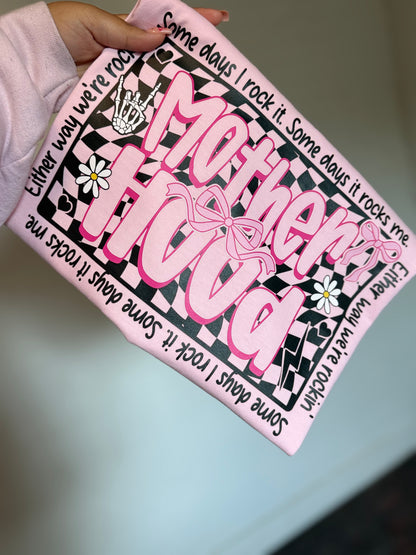 Some days I rock it. Some days it rocks me.
Either way we're rockin'
Mother
Hood
Some days I rock it. Some days it rocks me.
Either way we're rock